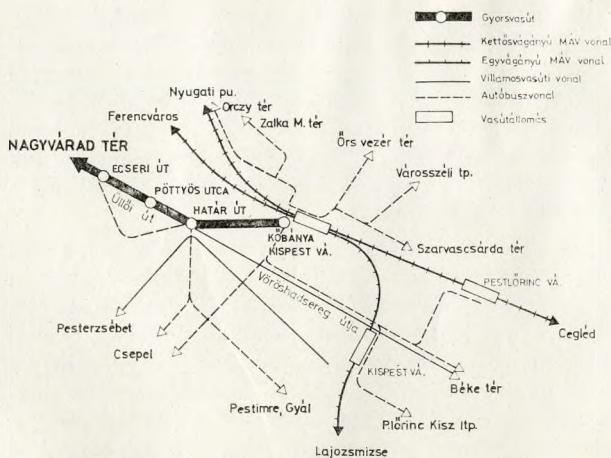 Gyorsvasút
Kettősvágányú MÁV vonal
Egyvágányú MÁV vonal
Villamosvasúti vonal
Autóbuszvonal
Vasútállomás
Nyugati pu.
Orczy tér
Zalka M. tér
Ferencváros
Örs vezér tér
NAGYVÁRAD TÉR
Városszéli tp.
ECSERI ÚT
PÖTTYÖS UTCA
Üllői út
HATÁR ÚT
KŐBÁNYA
KISPEST VÁ.
Szarvascsárda tér
PESTLŐRINC VÁ.
Vöröshadsereg útja
Pesterzsébet
Cegléd
Csepel
KISPEST VÁ.
Béke tér
Pestimre, Gyál
P.lőrinc Kisz ltp.
Lajozsmizse